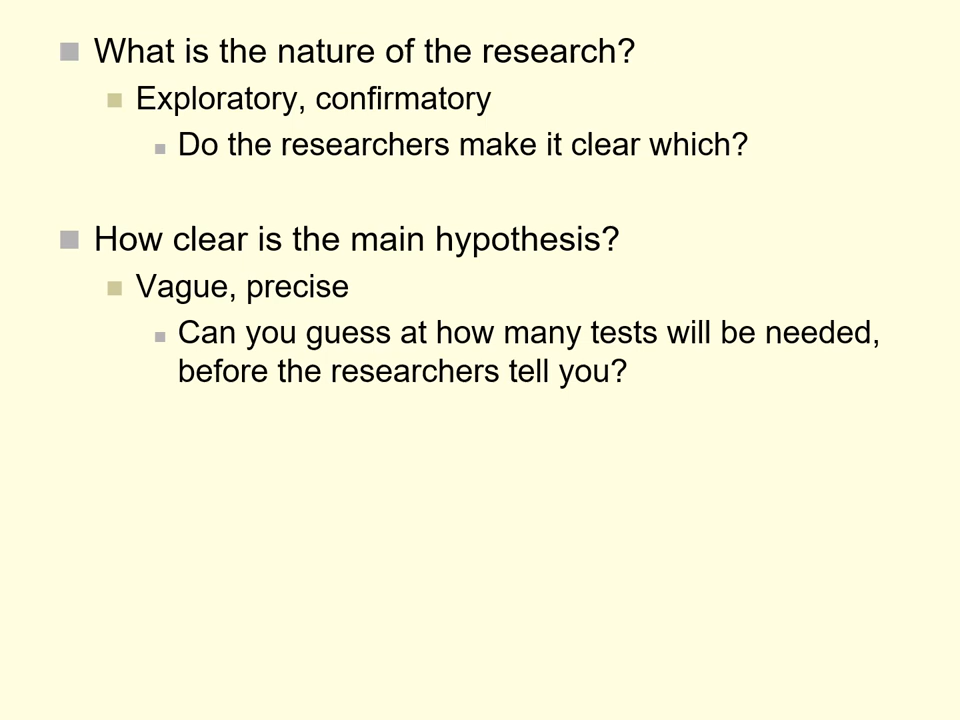 What is the nature of the research?
Exploratory, confirmatory
Do the researchers make it clear which?
How clear is the main hypothesis?
Vague, precise
Can you guess at how many tests will be needed,
before the researchers tell you?